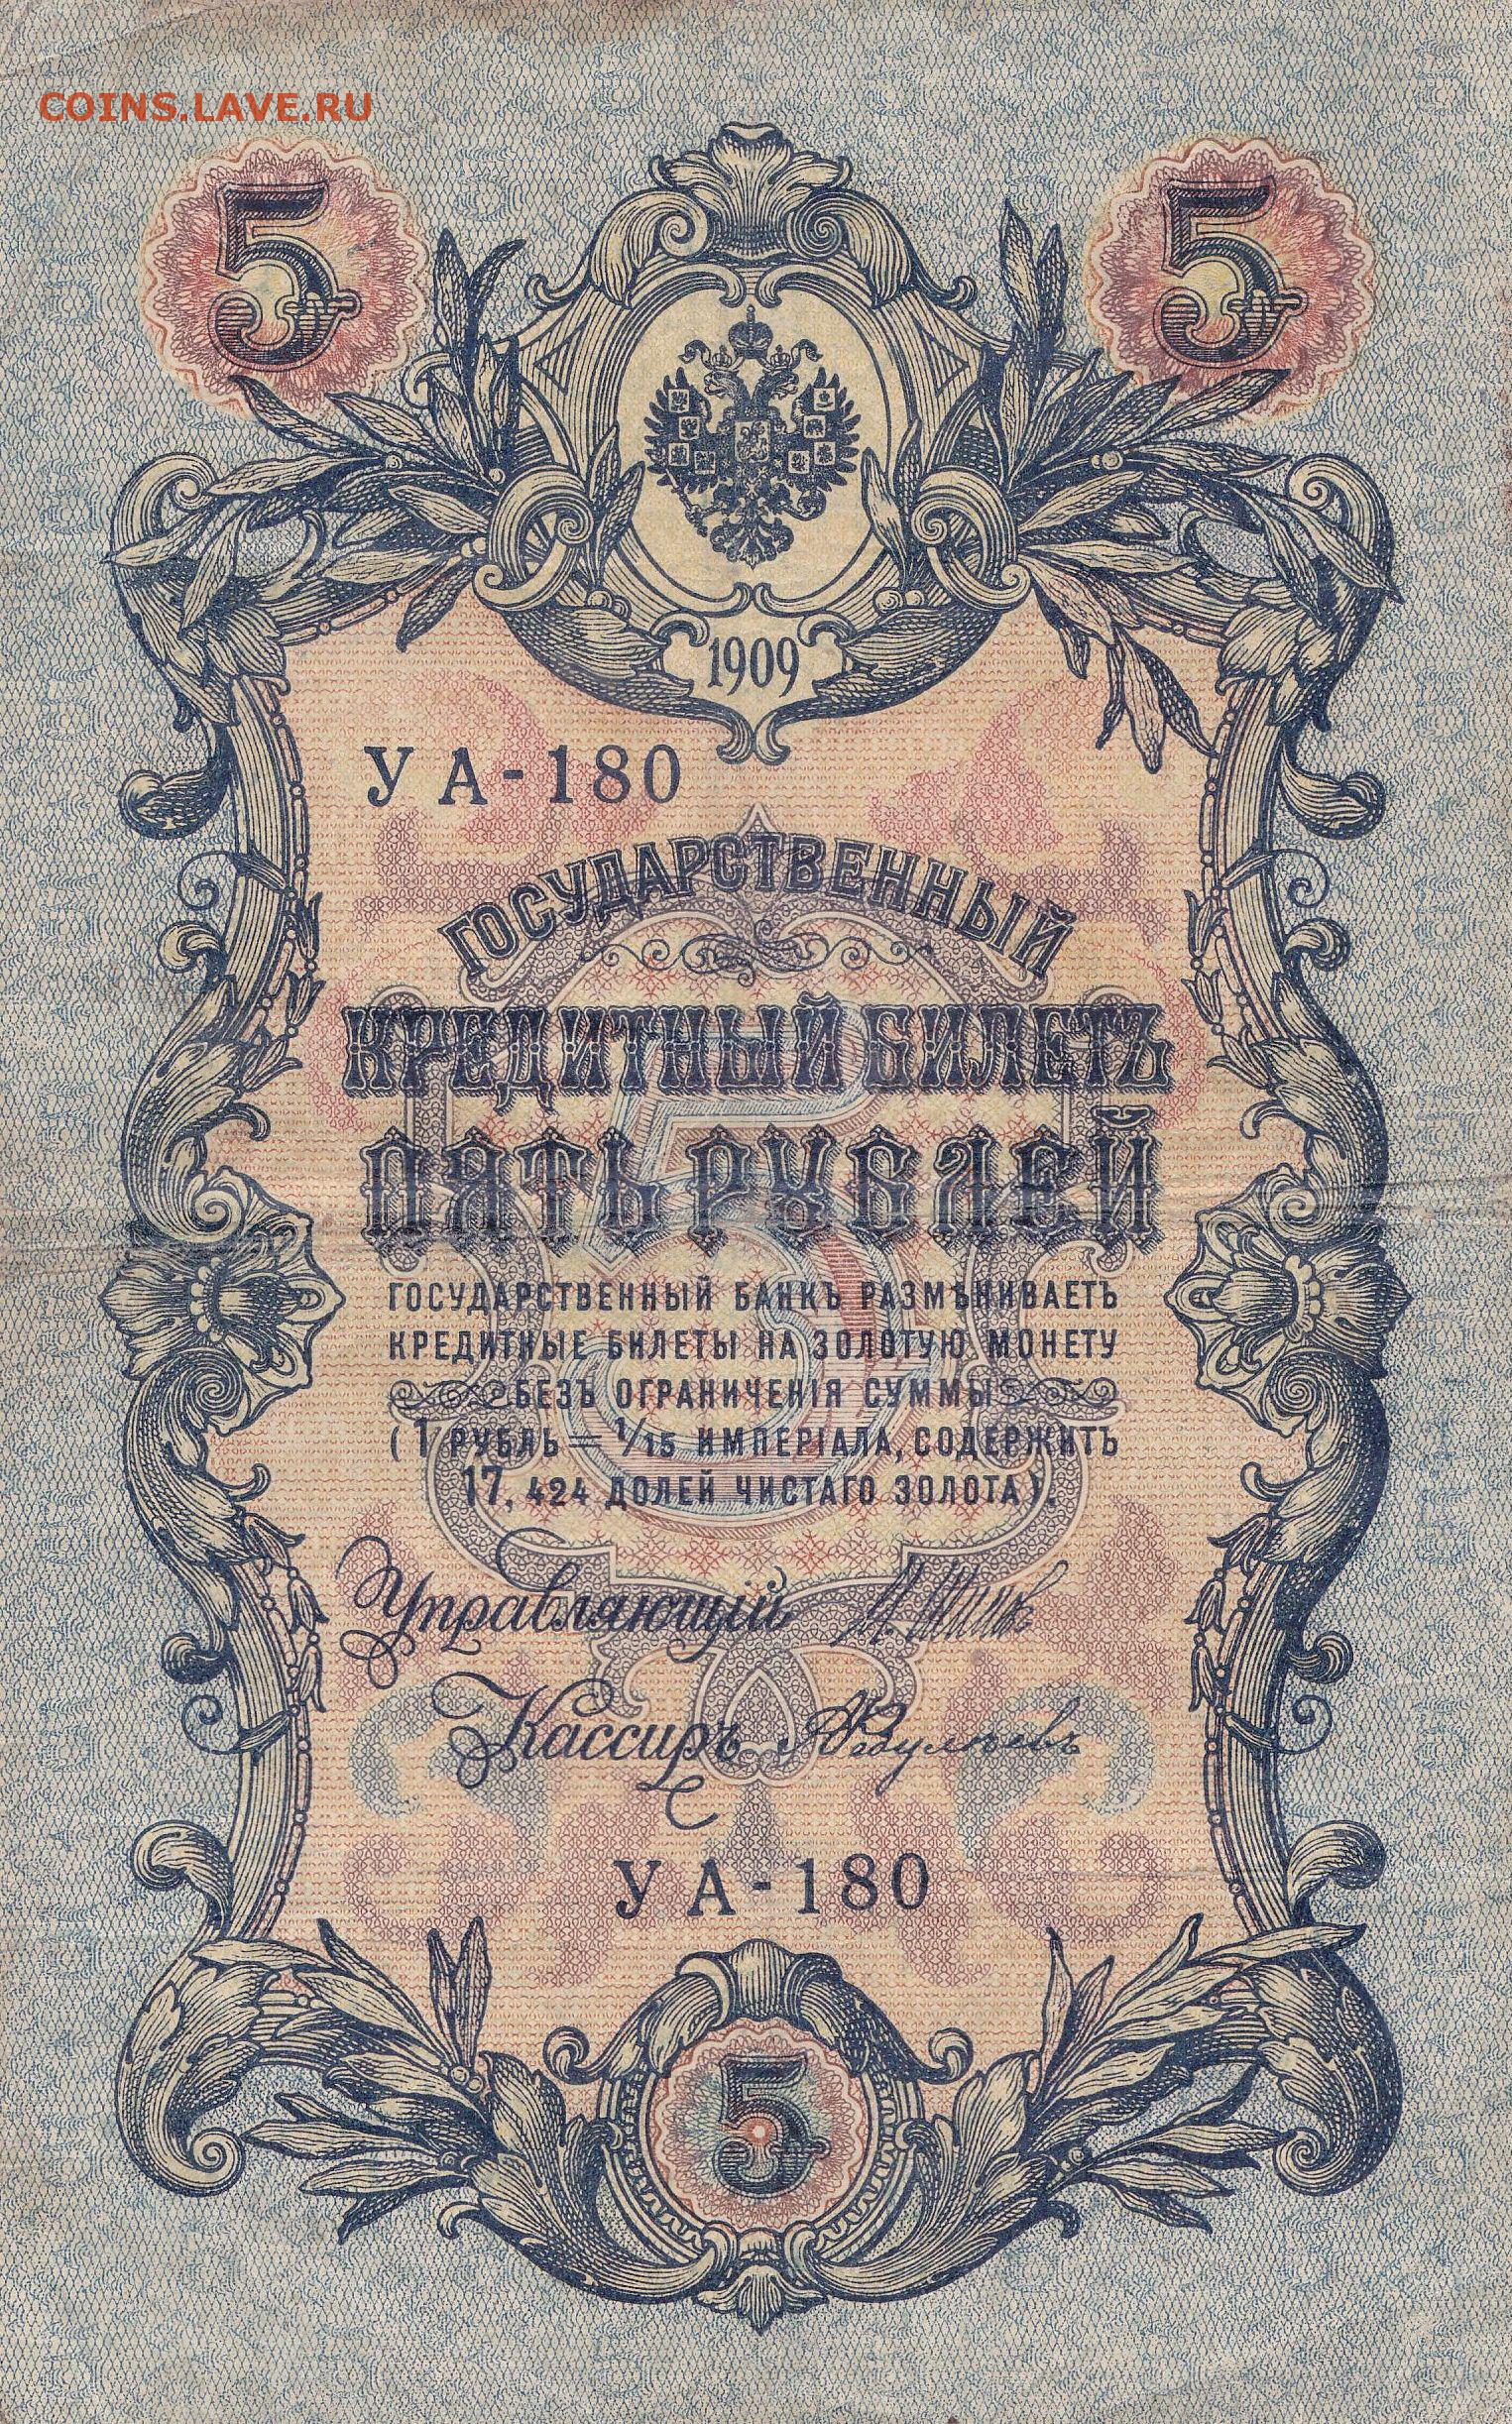 COINS.LAVE.RU
5 5
1909
УА-180
ГОСУДАРСТВЕННЫЙ
КРЕДИТНЫЙ БИЛЕТЪ
ПЯТЬ РУБЛЕЙ
ГОСУДАРСТВЕННЫЙ БАНКЪ РАЗМѢНИВАЕТЪ
КРЕДИТНЫЕ БИЛЕТЫ НА ЗОЛОТУЮ МОНЕТУ
БЕЗЪ ОГРАНИЧЕНІЯ СУММЫ
(1 РУБЛЬ = 1/15 ИМПЕРІАЛА, СОДЕРЖИТЪ
17,424 ДОЛЕЙ ЧИСТАГО ЗОЛОТА).
Управляющій И. Шиповъ
Кассиръ
УА-180
5